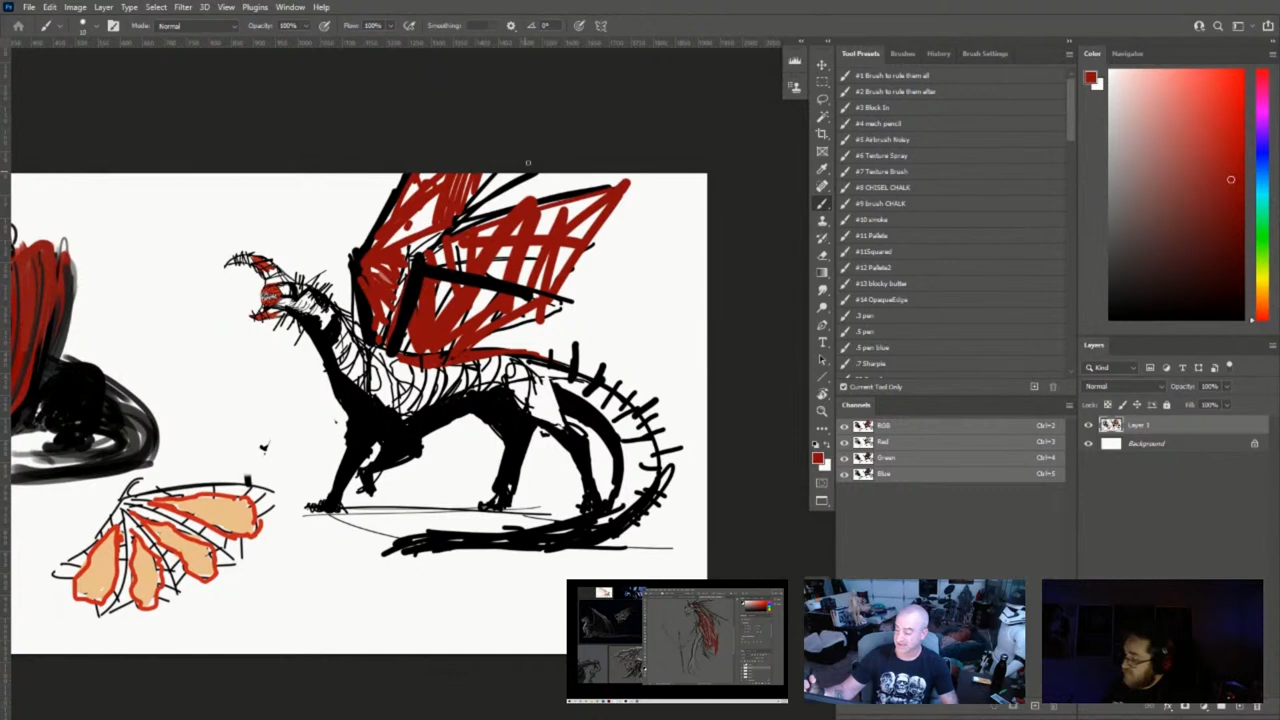 Ps File Edit Image Layer Type Select Filter 3D View Plugins Window Help
10 Mode: Normal Opacity: 100% Flow: 100% Smoothing: 0°
Tool Presets Brushes History Brush Settings
#1 Brush to rule them all
#2 Brush to rule them after
#3 Block In
#4 mech pencil
#5 Airbrush Noisy
#6 Texture Spray
#7 Texture Brush
#8 CHISEL CHALK
#9 brush CHALK
#10 smoke
#11 Pallete
#11Squared
#12 Pallete2
#13 blocky butter
#14 OpaqueEdge
.3 pen
.5 pen
.5 pen blue
.7 Sharpie
Current Tool Only
Channels
RGB Ctrl+2
Red Ctrl+3
Green Ctrl+4
Blue Ctrl+5
Color Navigator
Layers
Kind
Normal Opacity: 100%
Lock: Fill: 100%
Layer 1
Background